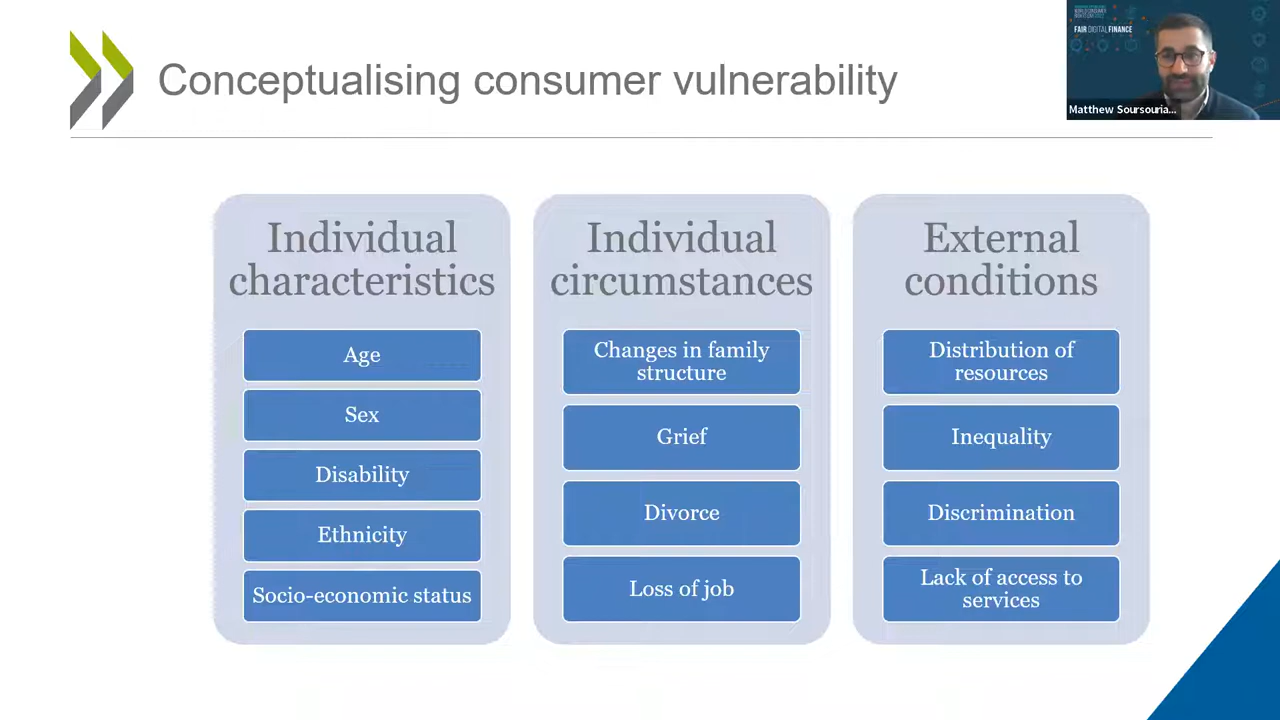 Conceptualising consumer vulnerability
FAIR DIGITAL FINANCE
Matthew Soursouria...
Individual
characteristics
Age
Sex
Disability
Ethnicity
Socio-economic status
Individual
circumstances
Changes in family
structure
Grief
Divorce
Loss of job
External
conditions
Distribution of
resources
Inequality
Discrimination
Lack of access to
services